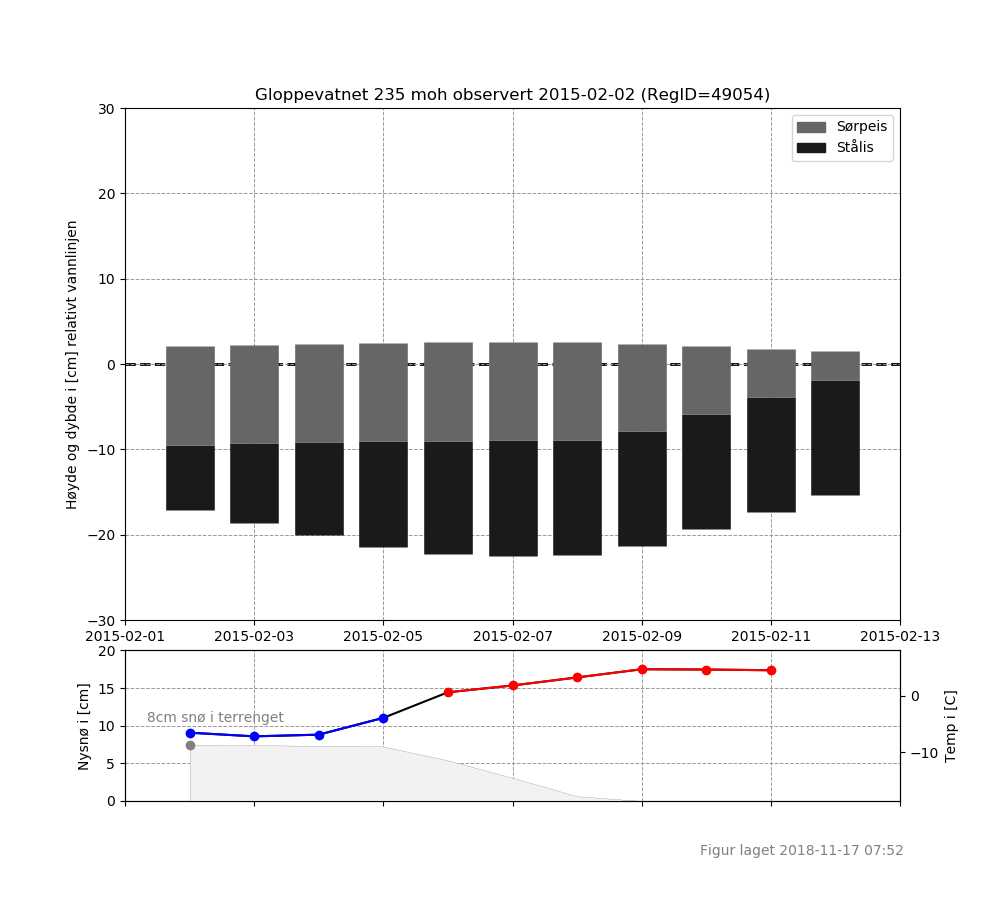 Gloppevatnet 235 moh observert 2015-02-02 (RegID=49054)
Høyde og dybde i [cm] relativt vannlinjen
30
20
10
0
−10
−20
−30
Sørpeis
Stålis
2015-02-01 2015-02-03 2015-02-05 2015-02-07 2015-02-09 2015-02-11 2015-02-13
Nysnø i [cm]
20
15
10
5
0
8cm snø i terrenget
0
−10
Temp i [C]
Figur laget 2018-11-17 07:52